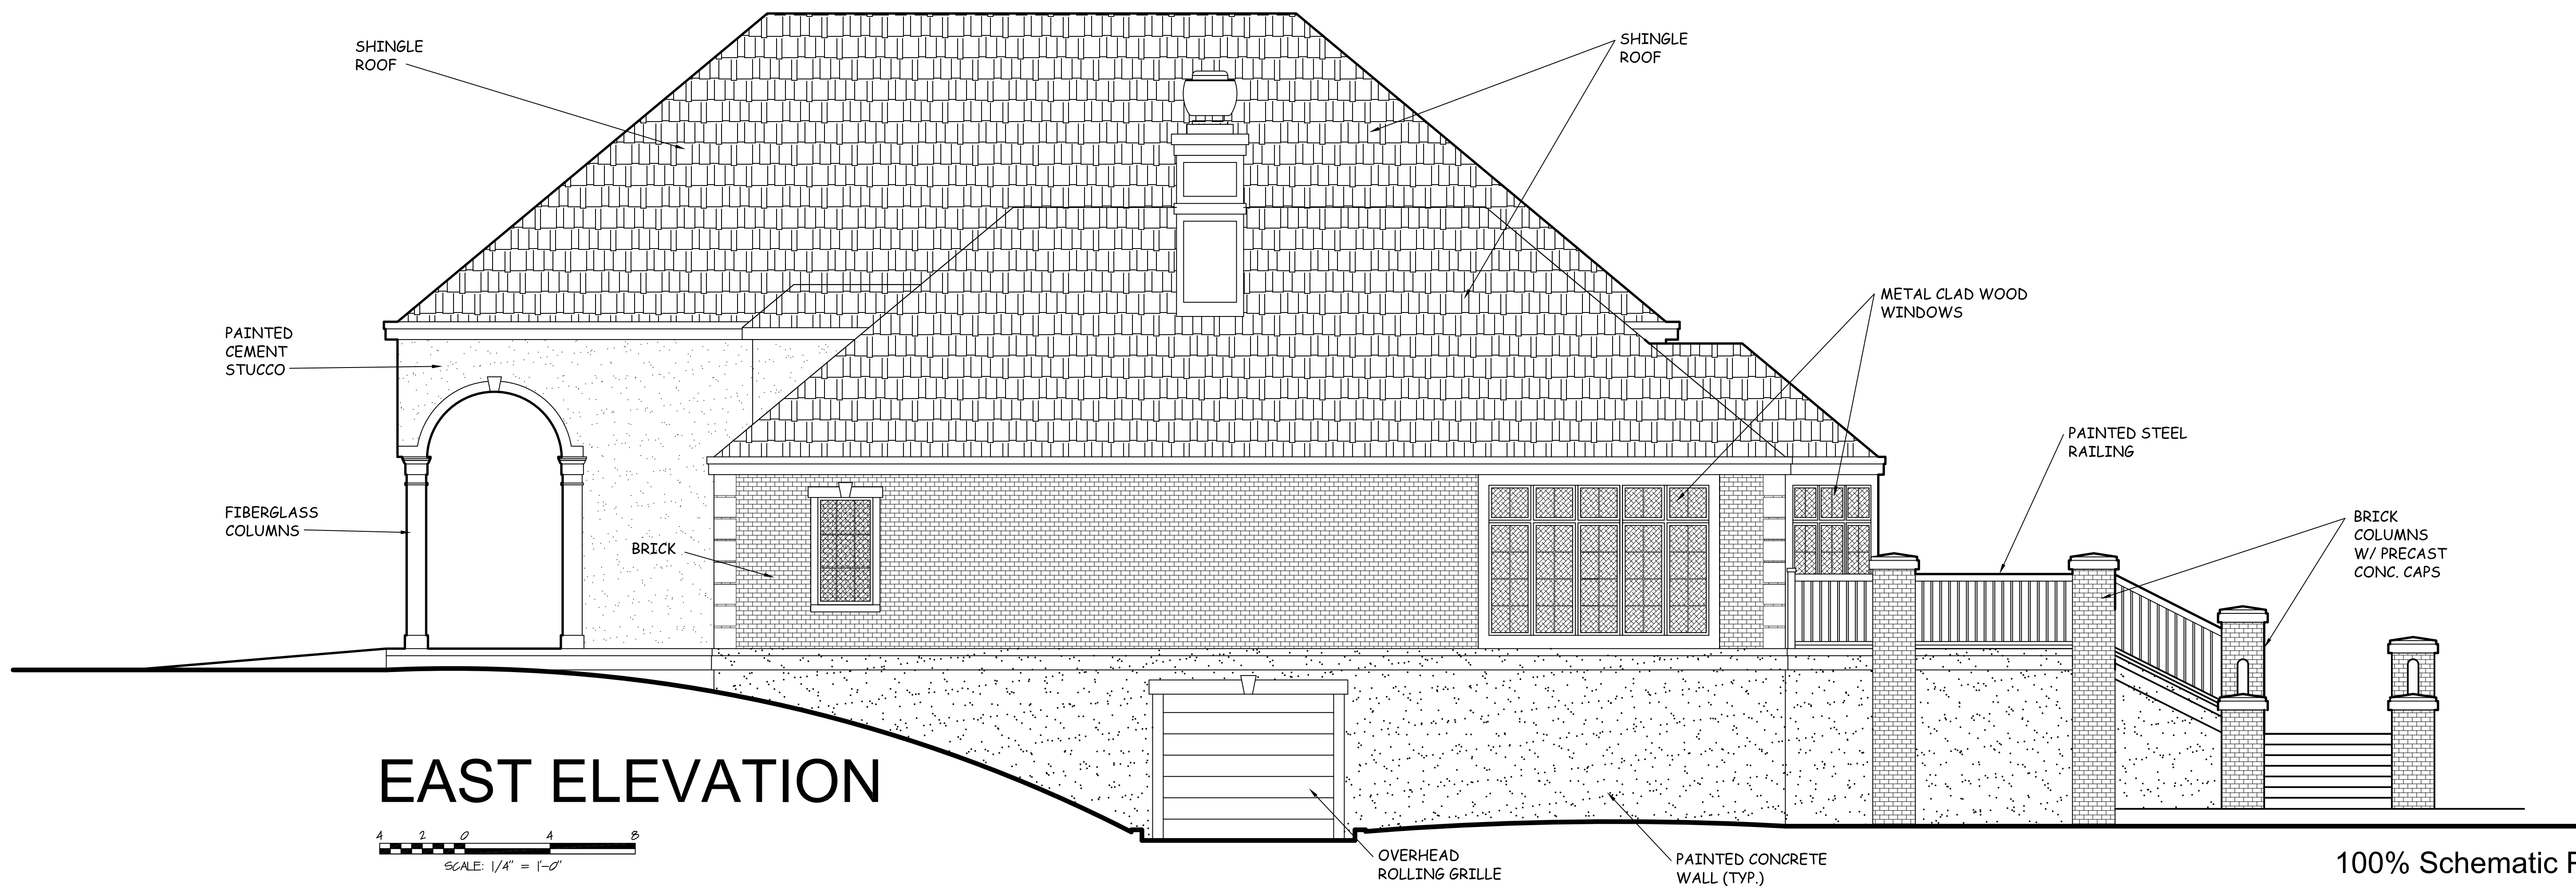 SHINGLE
ROOF
SHINGLE
ROOF
PAINTED
CEMENT
STUCCO
METAL CLAD WOOD
WINDOWS
PAINTED STEEL
RAILING
FIBERGLASS
COLUMNS
BRICK
BRICK
COLUMNS
W/ PRECAST
CONC. CAPS
EAST ELEVATION
4 2 0 4 8
SCALE: 1/4" = 1'-0"
OVERHEAD
ROLLING GRILLE
PAINTED CONCRETE
WALL (TYP.)
100% Schematic